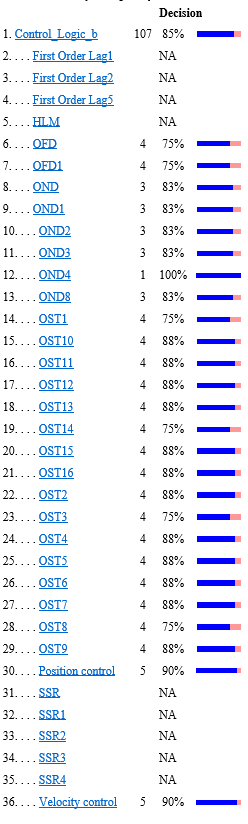 Decision
1. Control_Logic_b 107 85%
2. . . . First Order Lag1 NA
3. . . . First Order Lag2 NA
4. . . . First Order Lag5 NA
5. . . . HLM NA
6. . . . OFD 4 75%
7. . . . OFD1 4 75%
8. . . . OND 3 83%
9. . . . OND1 3 83%
10. . . . OND2 3 83%
11. . . . OND3 3 83%
12. . . . OND4 1 100%
13. . . . OND8 3 83%
14. . . . OST1 4 75%
15. . . . OST10 4 88%
16. . . . OST11 4 88%
17. . . . OST12 4 88%
18. . . . OST13 4 88%
19. . . . OST14 4 75%
20. . . . OST15 4 88%
21. . . . OST16 4 88%
22. . . . OST2 4 88%
23. . . . OST3 4 75%
24. . . . OST4 4 88%
25. . . . OST5 4 88%
26. . . . OST6 4 88%
27. . . . OST7 4 88%
28. . . . OST8 4 75%
29. . . . OST9 4 88%
30. . . . Position control 5 90%
31. . . . SSR NA
32. . . . SSR1 NA
33. . . . SSR2 NA
34. . . . SSR3 NA
35. . . . SSR4 NA
36. . . . Velocity control 5 90%